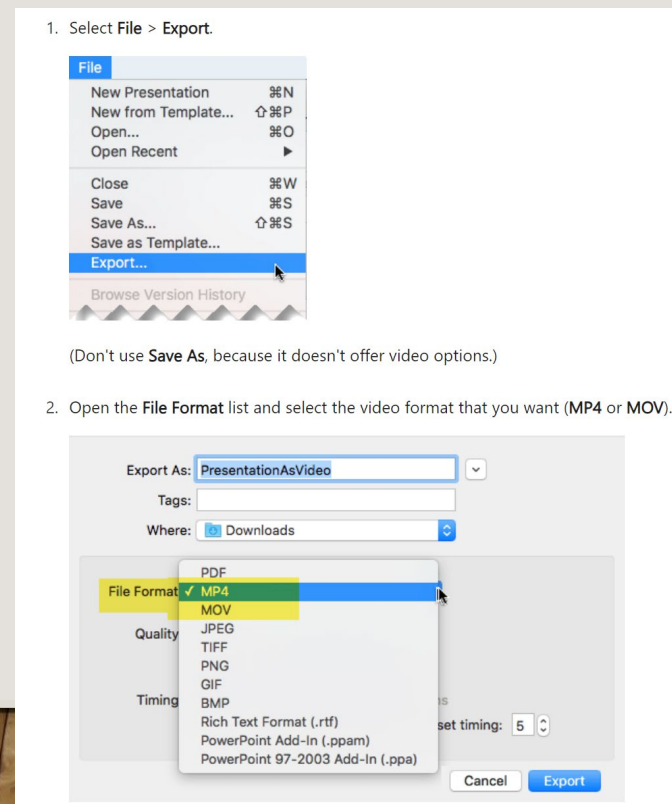 1. Select File > Export.
File
New Presentation ⌘N
New from Template... ⇧⌘P
Open... ⌘O
Open Recent ▶
Close ⌘W
Save ⌘S
Save As... ⇧⌘S
Save as Template...
Export...
Browse Version History
(Don't use Save As, because it doesn't offer video options.)
2. Open the File Format list and select the video format that you want (MP4 or MOV).
Export As: PresentationAsVideo
Tags:
Where: Downloads
PDF
File Format ✓ MP4
MOV
Quality JPEG
TIFF
PNG
GIF
Timing BMP
Rich Text Format (.rtf) set timing: 5
PowerPoint Add-In (.ppam)
PowerPoint 97-2003 Add-In (.ppa)
Cancel Export